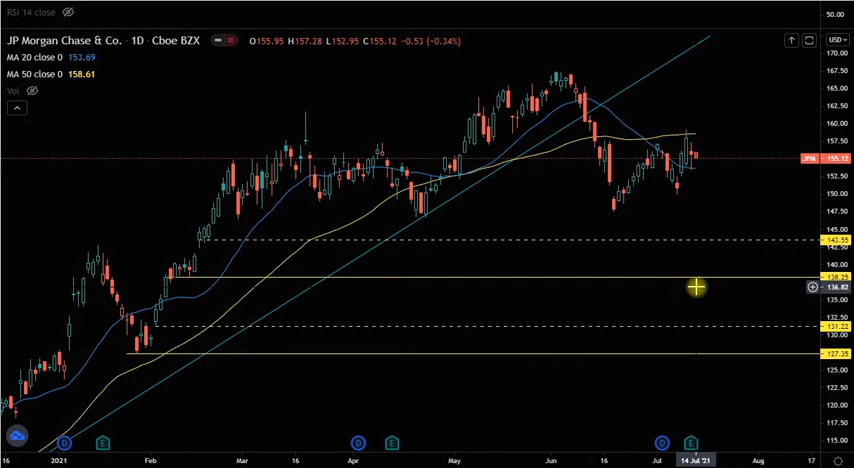 RSI 14 close
50.00
JP Morgan Chase & Co. · 1D · Cboe BZX O155.95 H157.28 L152.95 C155.12 −0.53 (−0.34%)
USD
MA 20 close 0 153.69
MA 50 close 0 158.61
Vol
170.00
167.50
165.00
162.50
160.00
157.50
JPM 155.12
152.50
150.00
147.50
145.00
143.55
142.50
140.00
138.25
136.82
135.00
132.50
131.22
127.35
125.00
122.50
120.00
117.50
115.00
D E D E D E
16 2021 Feb Mar 16 Apr May Jun 16 Jul 14 Jul '21 Aug 17